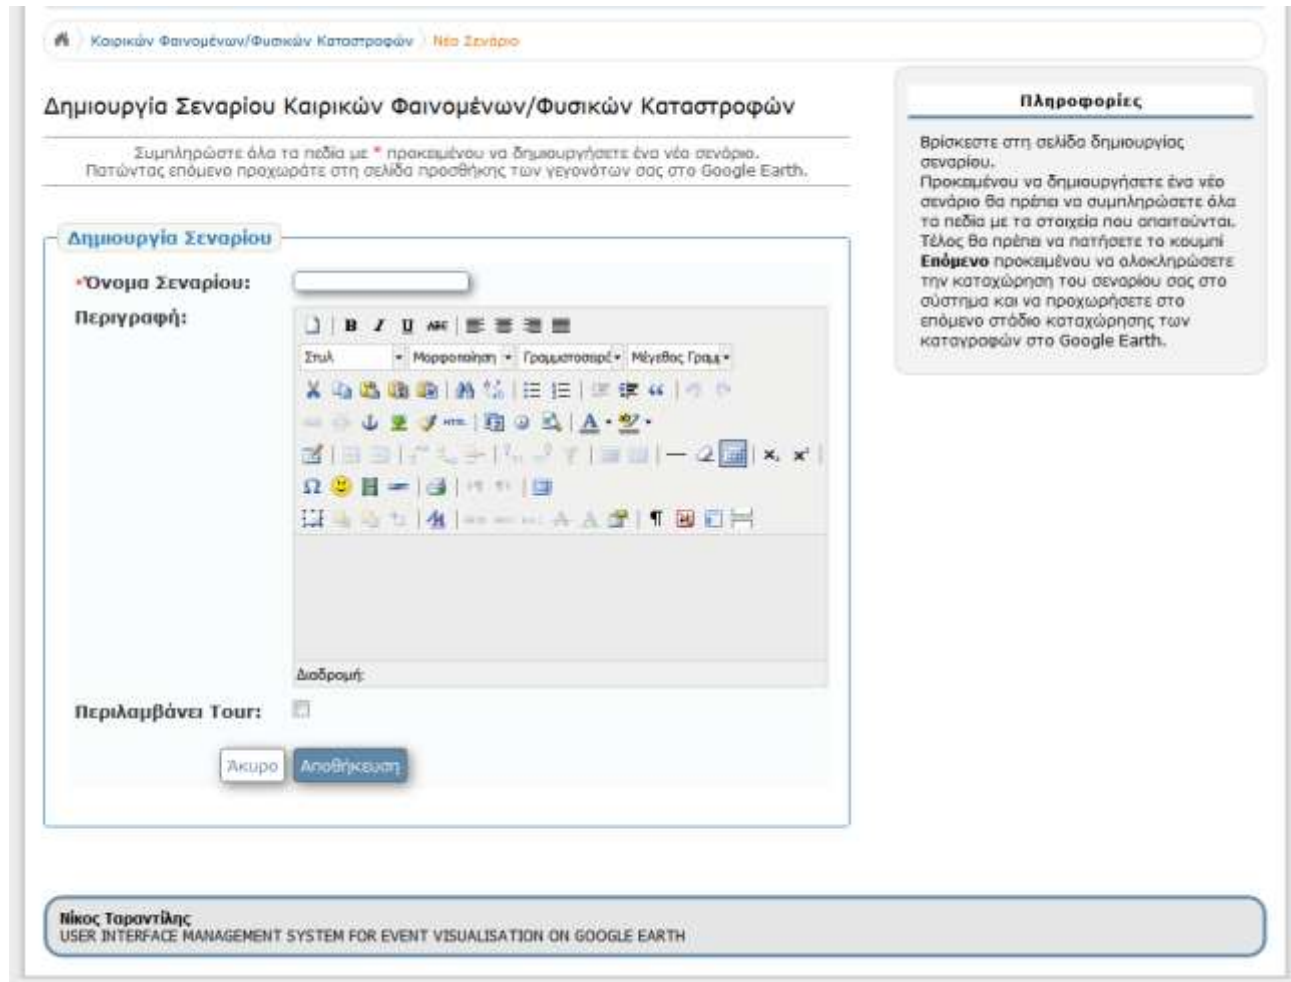 Καιρικών Φαινομένων/Φυσικών Καταστροφών Νέο Σενάριο
Δημιουργία Σεναρίου Καιρικών Φαινομένων/Φυσικών Καταστροφών
Συμπληρώστε όλα τα πεδία με * προκειμένου να δημιουργήσετε ένα νέο σενάριο.
Πατώντας επόμενο προχωράτε στη σελίδα προσθήκης των γεγονότων σας στο Google Earth.
Δημιουργία Σεναρίου
*Όνομα Σεναρίου:
Περιγραφή:
B I U ABC
Στυλ Μορφοποίηση Γραμματοσειρά Μέγεθος Γραμμ
HTML
Διαδρομή:
Περιλαμβάνει Tour:
Άκυρο Αποθήκευση
Πληροφορίες
Βρίσκεστε στη σελίδα δημιουργίας
σεναρίου.
Προκειμένου να δημιουργήσετε ένα νέο
σενάριο θα πρέπει να συμπληρώσετε όλα
τα πεδία με τα στοιχεία που απαιτούνται.
Τέλος θα πρέπει να πατήσετε το κουμπί
Επόμενο προκειμένου να ολοκληρώσετε
την καταχώρηση του σεναρίου σας στο
σύστημα και να προχωρήσετε στο
επόμενο στάδιο καταχώρησης των
καταγραφών στο Google Earth.
Νίκος Ταραντίλης
USER INTERFACE MANAGEMENT SYSTEM FOR EVENT VISUALISATION ON GOOGLE EARTH